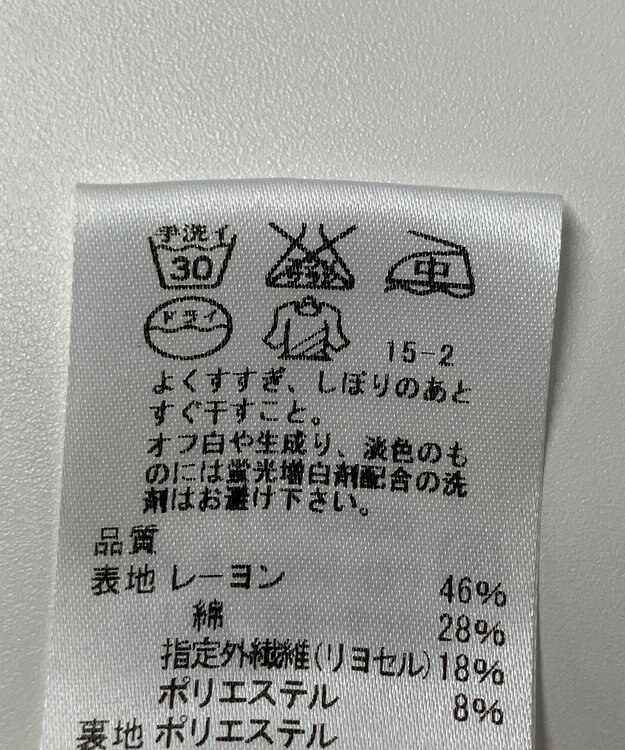 手洗イ
30
中
ドライ
15-2
よくすすぎ、しぼりのあと
すぐ干すこと。
オフ白や生成り、淡色のも
のには蛍光増白剤配合の洗
剤はお避け下さい。
品質
表地 レーヨン 46%
綿 28%
指定外繊維(リヨセル) 18%
ポリエステル 8%
裏地 ポリエステル